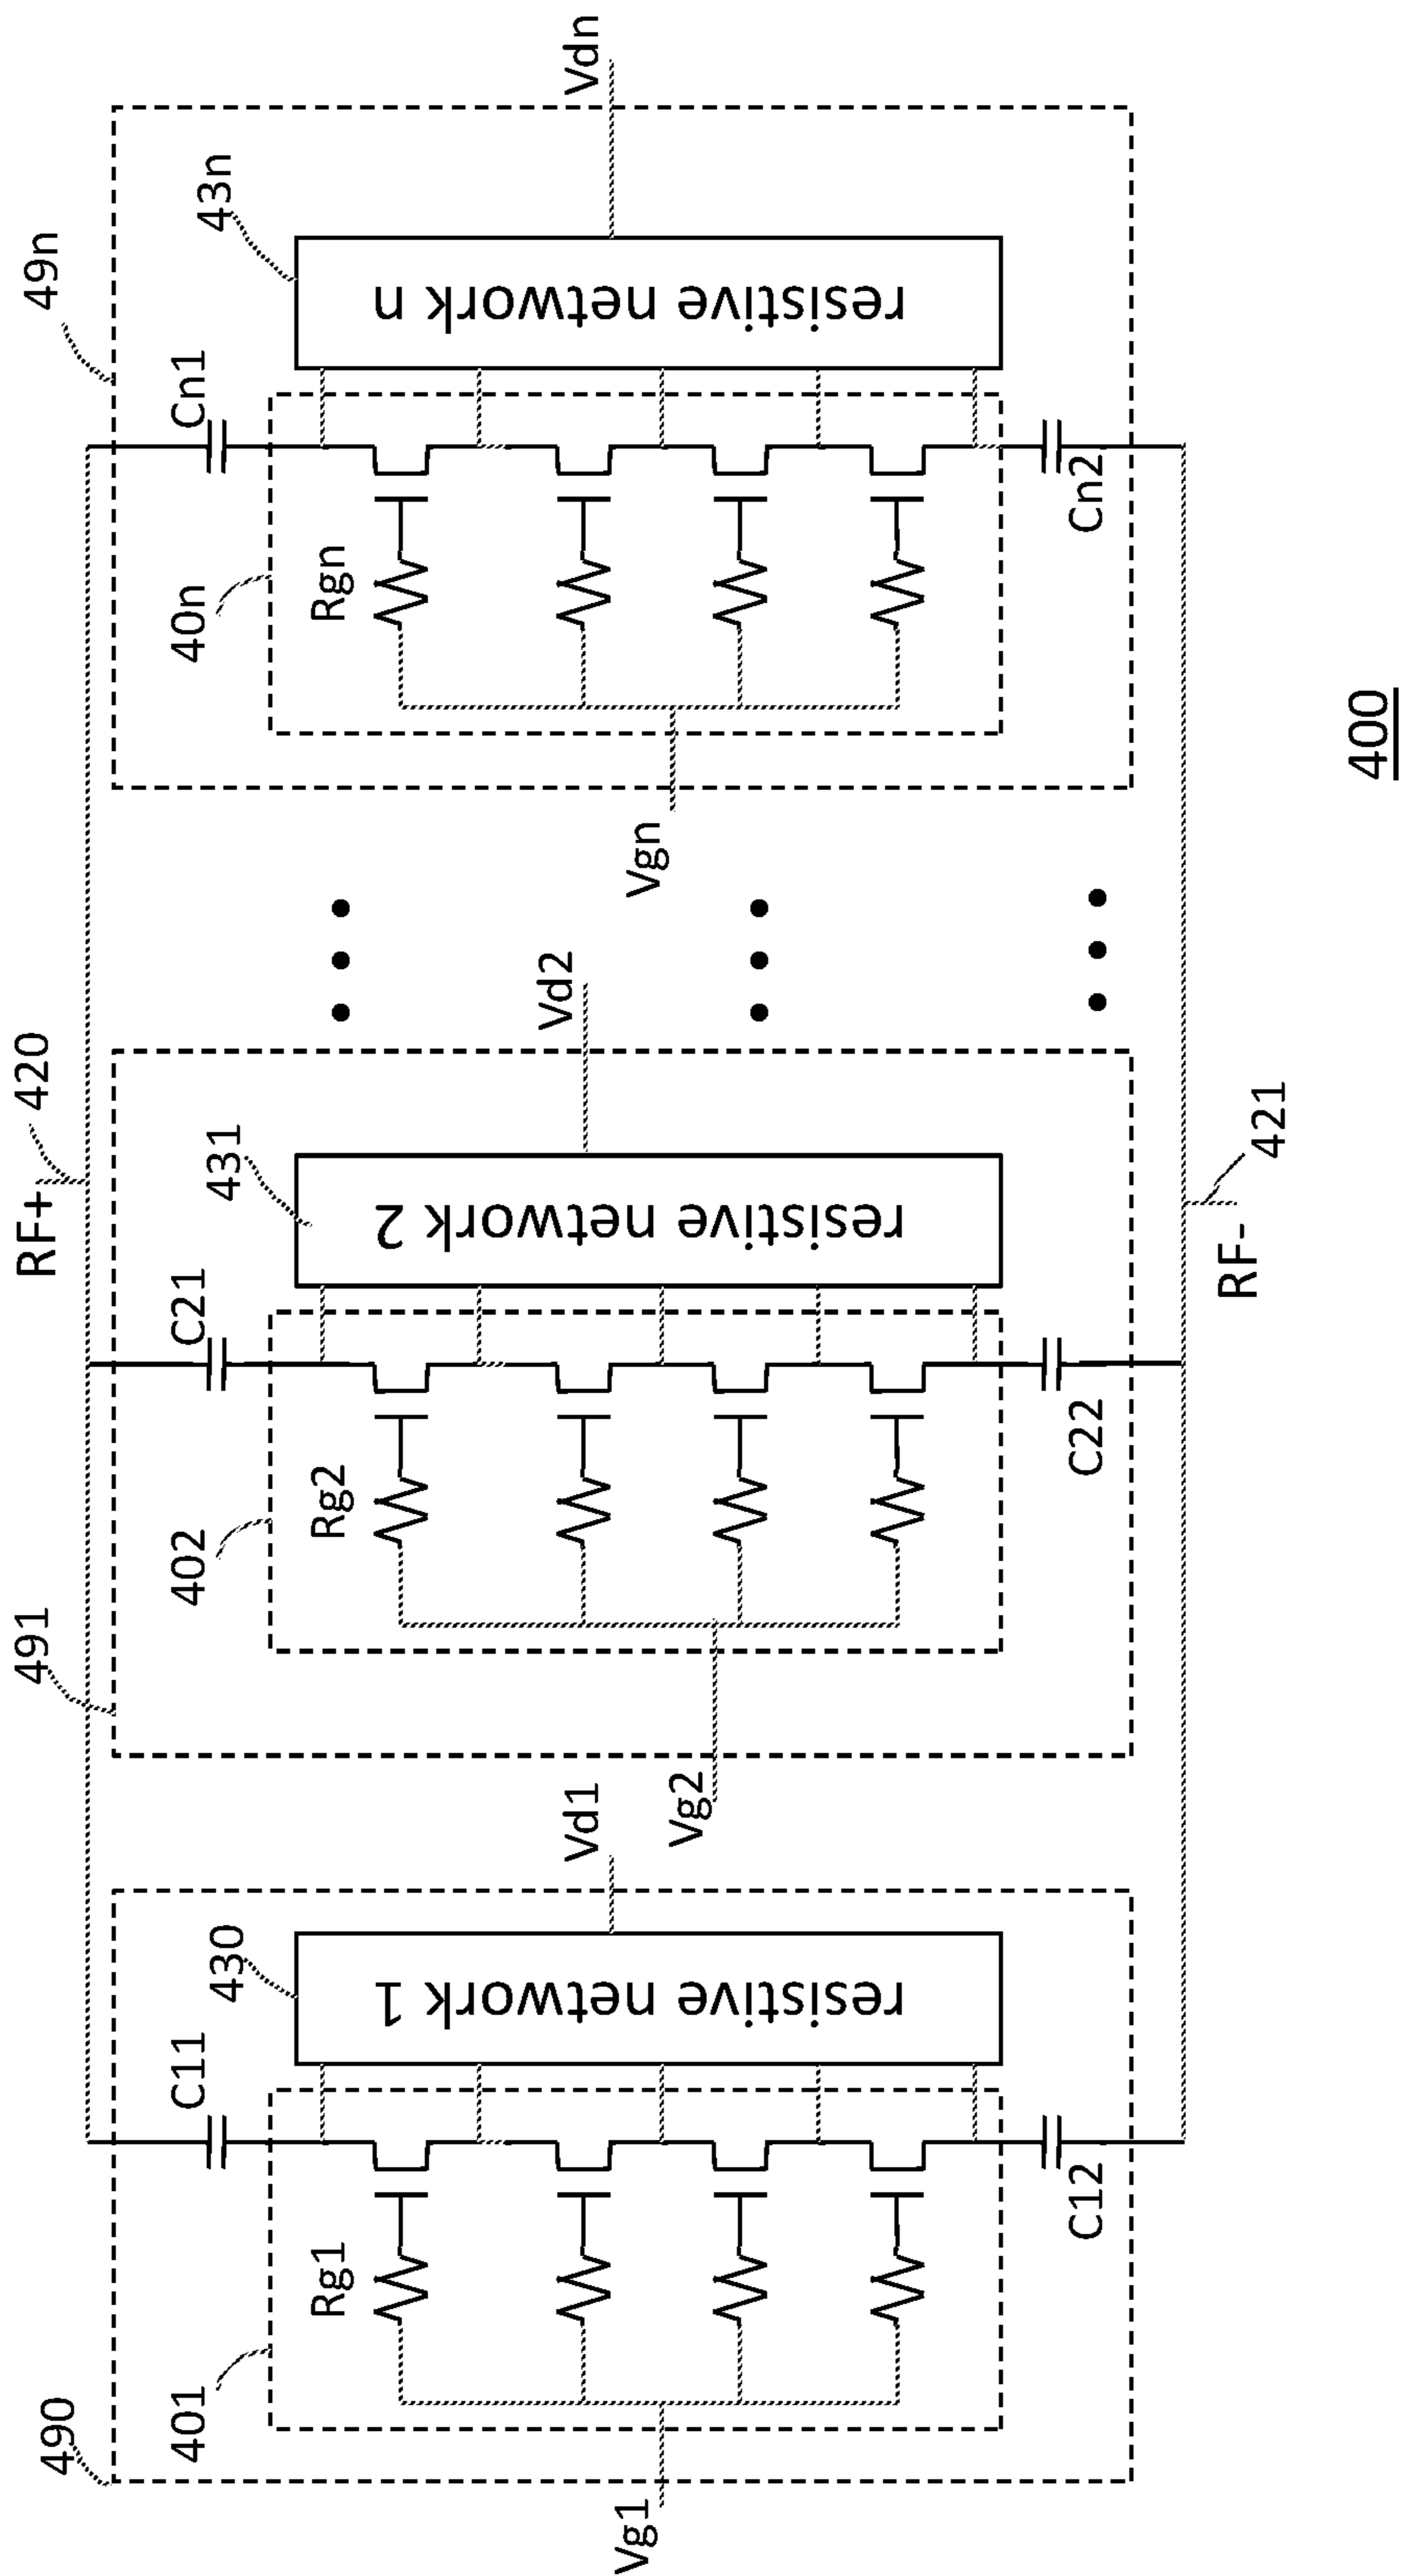 490
491
RF+
420
49n
401
C11
430
402
C21
431
40n
Cn1
43n
Rg1
resistive network 1
Rg2
resistive network 2
Rgn
resistive network n
Vg1
Vd1
Vg2
Vd2
Vgn
Vdn
C12
C22
Cn2
RF-
421
400